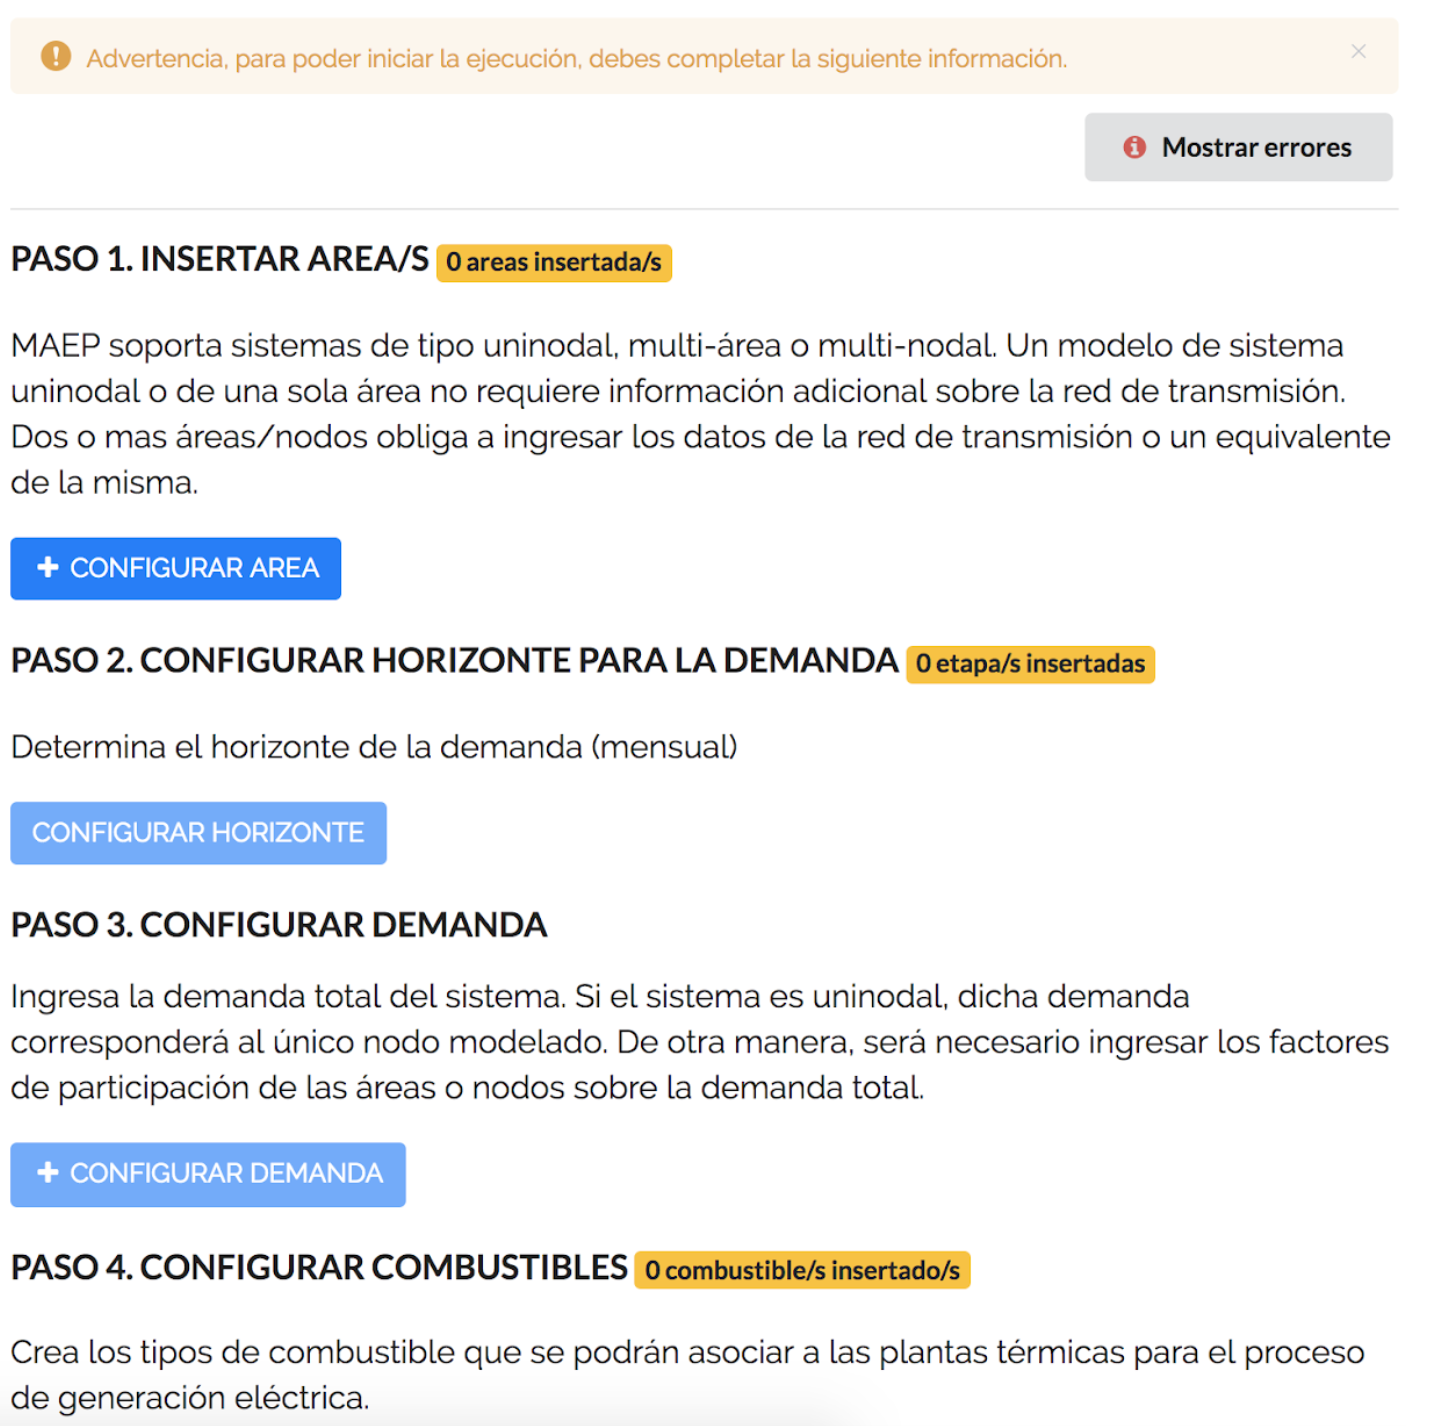 Advertencia, para poder iniciar la ejecución, debes completar la siguiente información.
Mostrar errores
PASO 1. INSERTAR AREA/S 0 areas insertada/s
MAEP soporta sistemas de tipo uninodal, multi-área o multi-nodal. Un modelo de sistema
uninodal o de una sola área no requiere información adicional sobre la red de transmisión.
Dos o mas áreas/nodos obliga a ingresar los datos de la red de transmisión o un equivalente
de la misma.
CONFIGURAR AREA
PASO 2. CONFIGURAR HORIZONTE PARA LA DEMANDA 0 etapa/s insertadas
Determina el horizonte de la demanda (mensual)
CONFIGURAR HORIZONTE
PASO 3. CONFIGURAR DEMANDA
Ingresa la demanda total del sistema. Si el sistema es uninodal, dicha demanda
corresponderá al único nodo modelado. De otra manera, será necesario ingresar los factores
de participación de las áreas o nodos sobre la demanda total.
CONFIGURAR DEMANDA
PASO 4. CONFIGURAR COMBUSTIBLES 0 combustible/s insertado/s
Crea los tipos de combustible que se podrán asociar a las plantas térmicas para el proceso
de generación eléctrica.